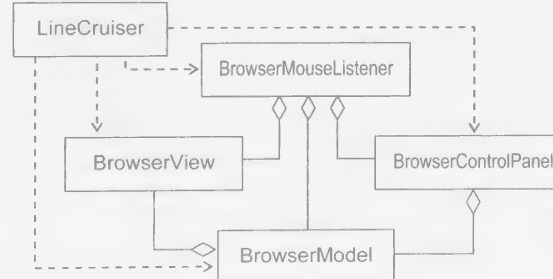 LineCruiser
BrowserMouseListener
BrowserView
BrowserControlPanel
BrowserModel